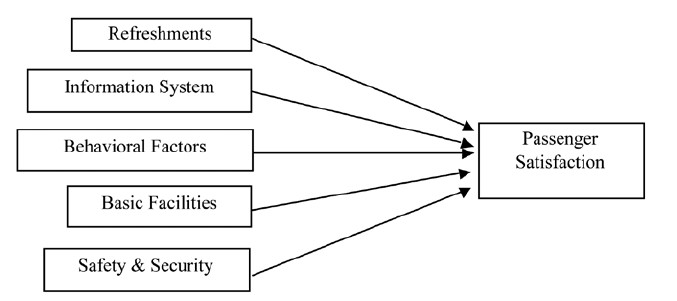 Refreshments
Information System
Behavioral Factors
Basic Facilities
Safety & Security
Passenger
Satisfaction